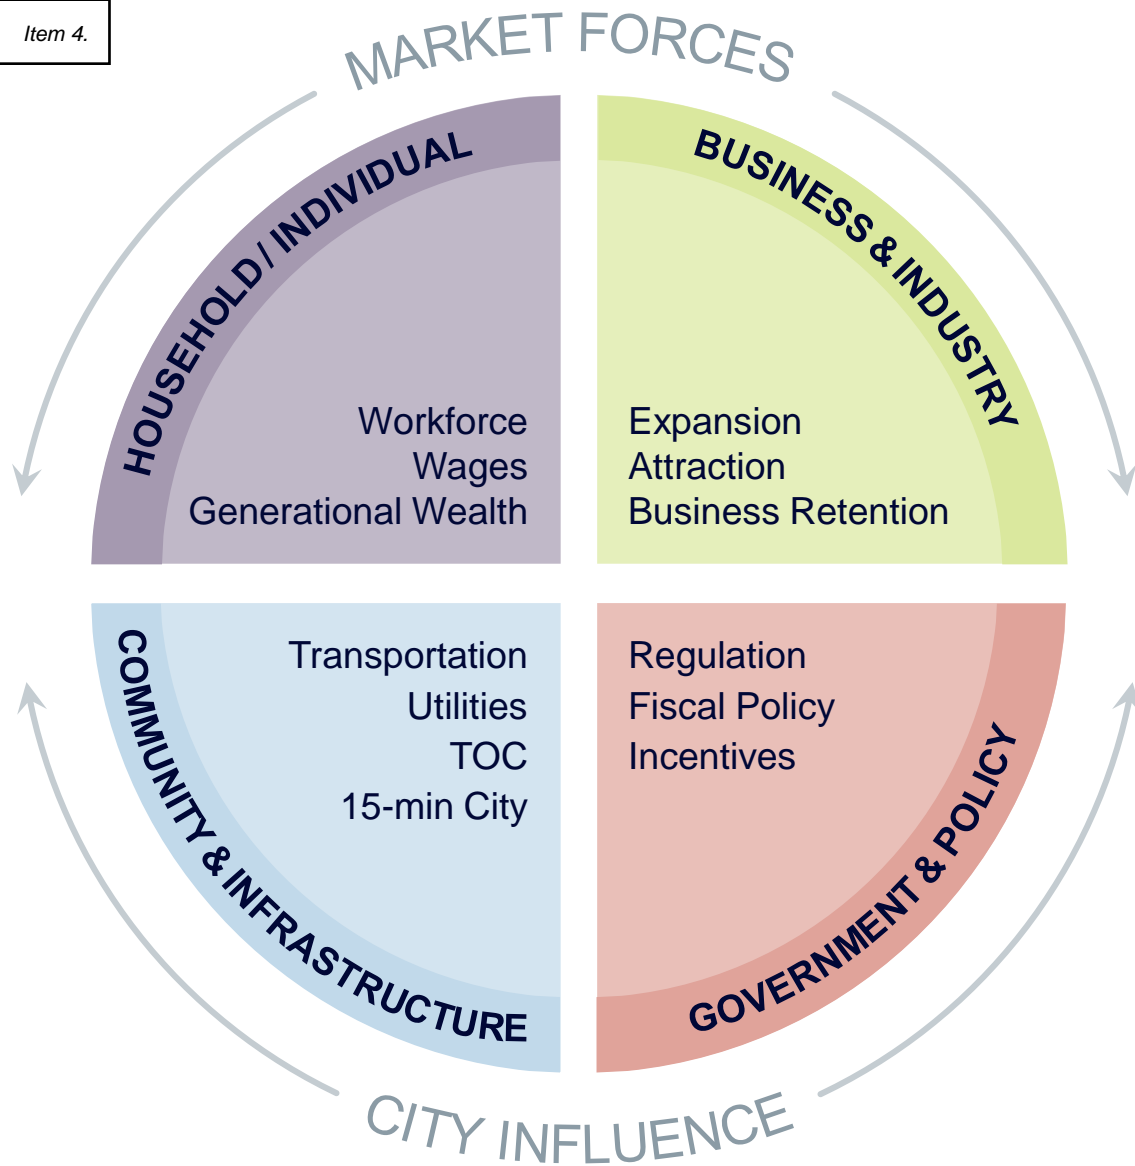 Item 4.
MARKET FORCES
HOUSEHOLD / INDIVIDUAL
Workforce
Wages
Generational Wealth
BUSINESS & INDUSTRY
Expansion
Attraction
Business Retention
COMMUNITY & INFRASTRUCTURE
Transportation
Utilities
TOC
15-min City
GOVERNMENT & POLICY
Regulation
Fiscal Policy
Incentives
CITY INFLUENCE